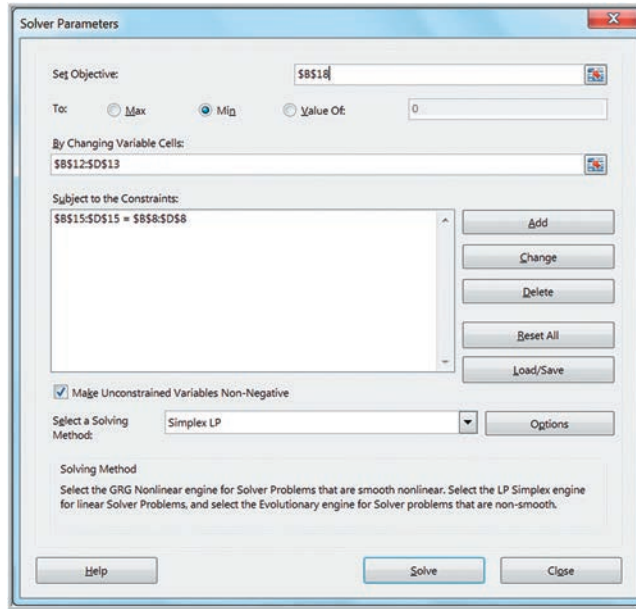 Solver Parameters
X
Set Objective: $B$18
To: Max Min Value Of: 0
By Changing Variable Cells:
$B$12:$D$13
Subject to the Constraints:
$B$15:$D$15 = $B$8:$D$8
Add
Change
Delete
Reset All
Load/Save
Make Unconstrained Variables Non-Negative
Select a Solving Method: Simplex LP Options
Solving Method
Select the GRG Nonlinear engine for Solver Problems that are smooth nonlinear. Select the LP Simplex engine
for linear Solver Problems, and select the Evolutionary engine for Solver problems that are non-smooth.
Help Solve Close